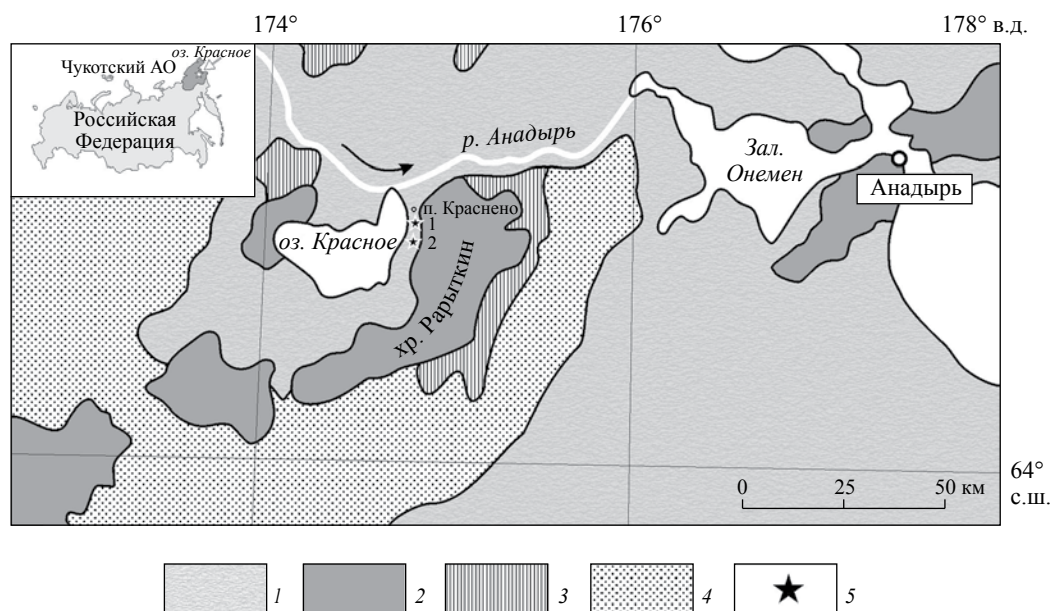 174°
176°
178° в.д.
оз. Красное
Чукотский АО
Российская
Федерация
р. Анадырь
Зал.
Онемен
Анадырь
п. Краснено
1
оз. Красное
2
хр. Рарыткин
64°
с.ш.
0 25 50 км
1 2 3 4 5